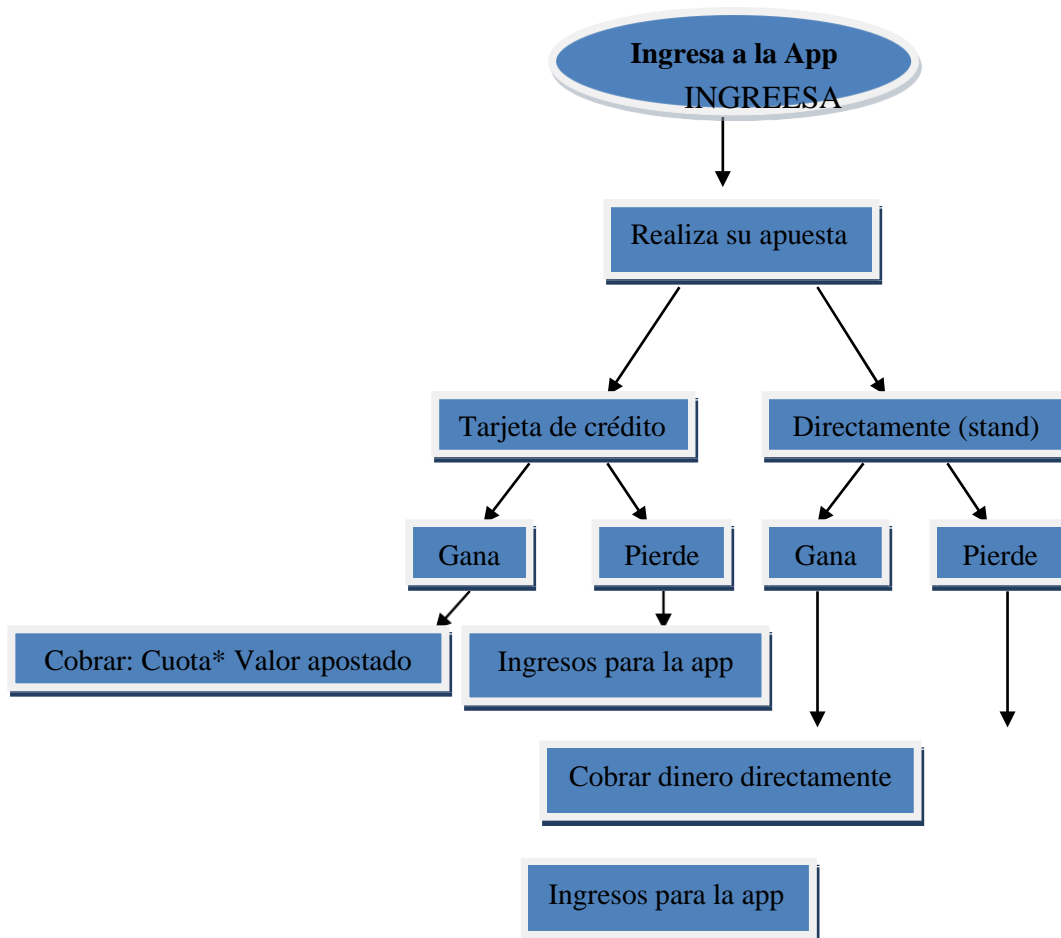 Ingresa a la App
INGREESA
Realiza su apuesta
Tarjeta de crédito
Directamente (stand)
Gana
Pierde
Gana
Pierde
Cobrar: Cuota* Valor apostado
Ingresos para la app
Cobrar dinero directamente
Ingresos para la app